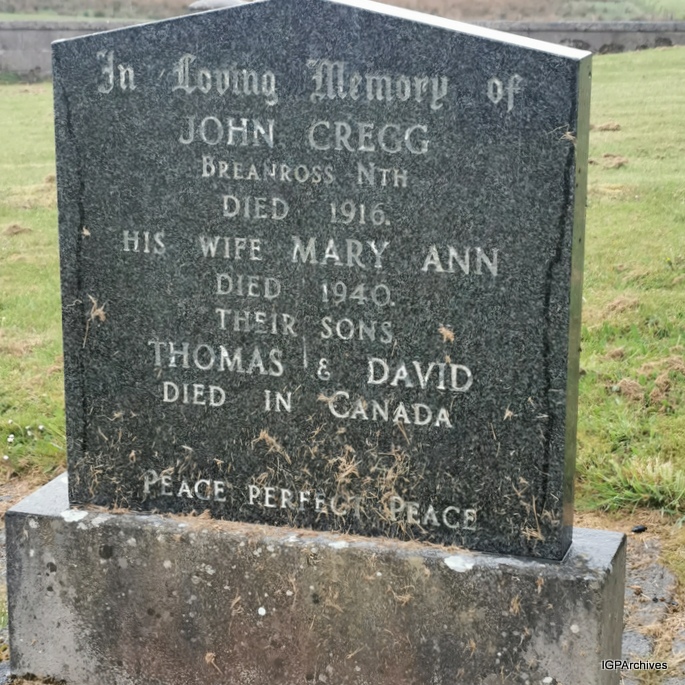 In Loving Memory of
JOHN CREGG
BREANROSS NTH
DIED 1916.
HIS WIFE MARY ANN
DIED 1940.
THEIR SONS
THOMAS & DAVID
DIED IN CANADA
PEACE PERFECT PEACE
IGPArchives